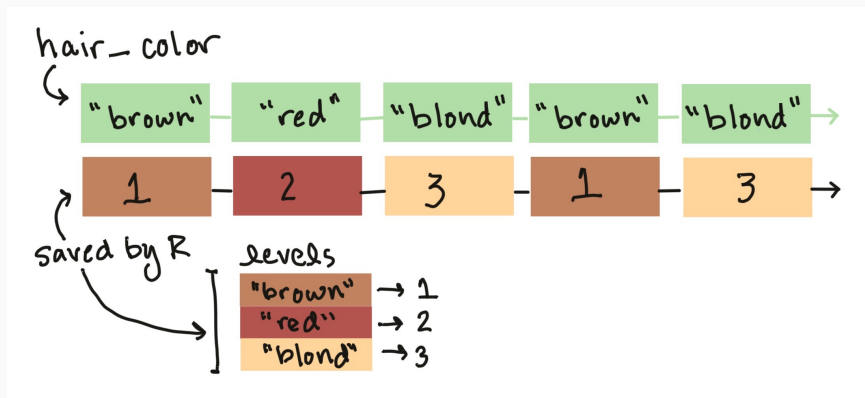 hair_color
"brown" "red" "blond" "brown" "blond"
1 2 3 1 3
saved by R
levels
"brown" → 1
"red" → 2
"blond" → 3